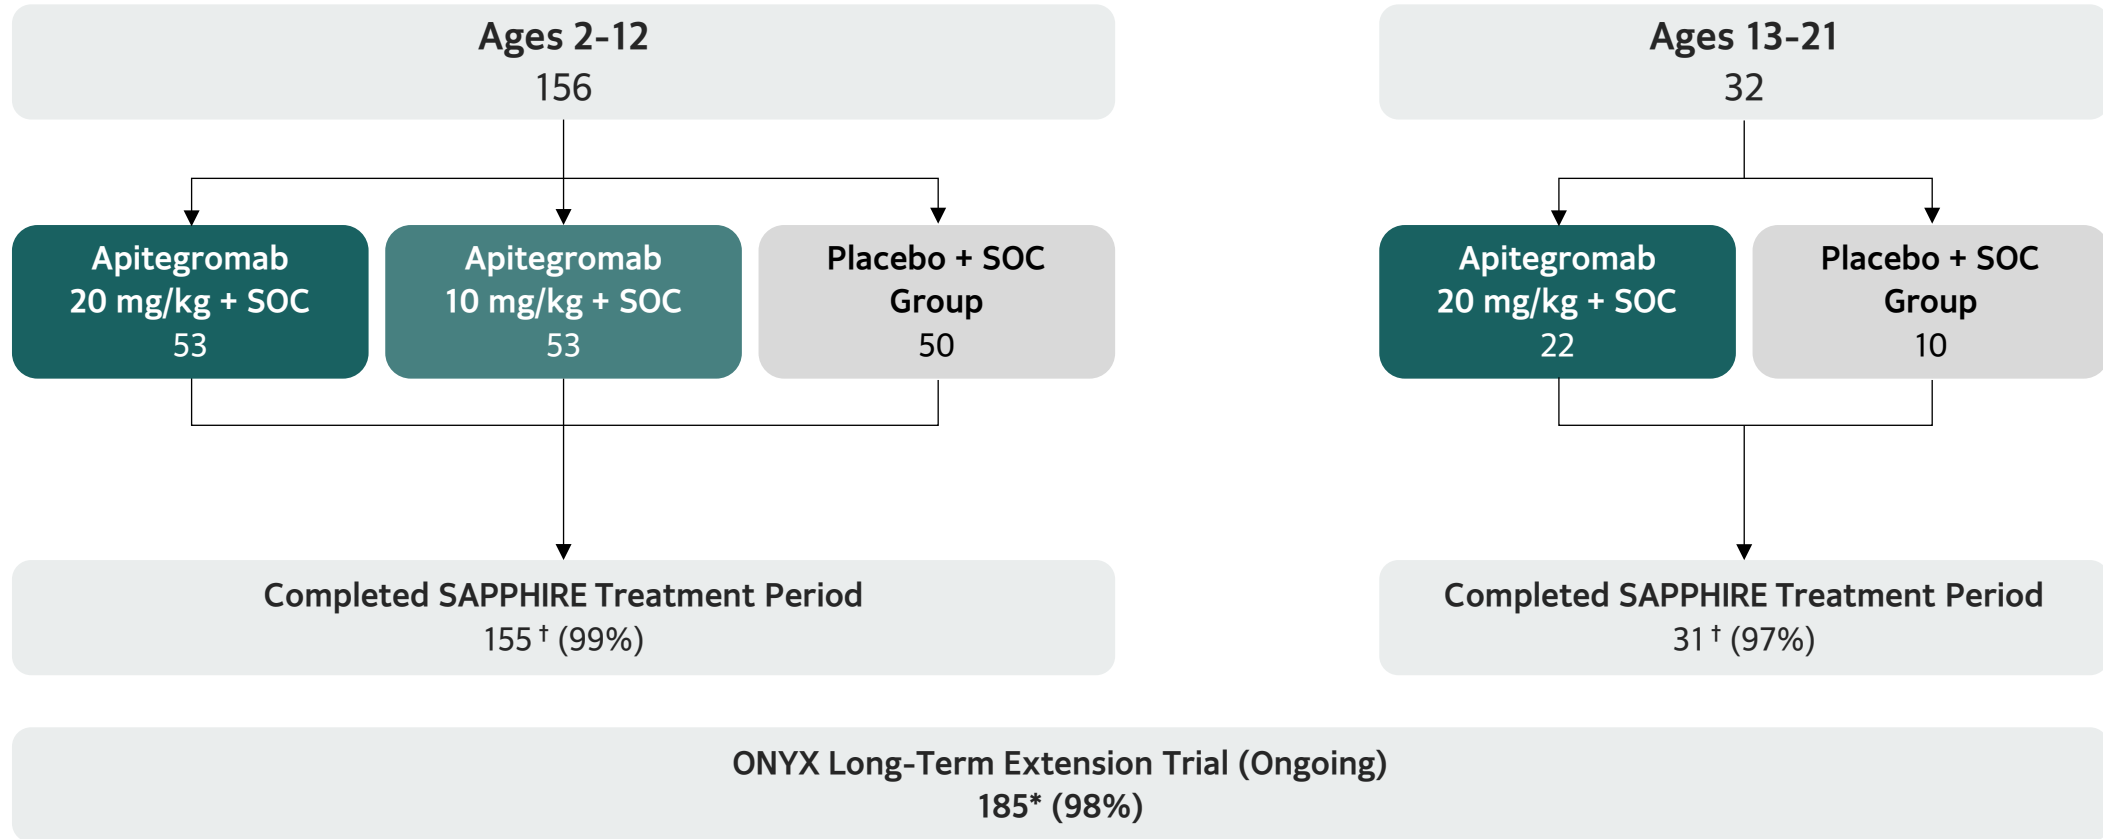 Ages 2-12
156
Ages 13-21
32
Apitegromab
20 mg/kg + SOC
53
Apitegromab
10 mg/kg + SOC
53
Placebo + SOC
Group
50
Apitegromab
20 mg/kg + SOC
22
Placebo + SOC
Group
10
Completed SAPPHIRE Treatment Period
155 † (99%)
Completed SAPPHIRE Treatment Period
31 † (97%)
ONYX Long-Term Extension Trial (Ongoing)
185* (98%)